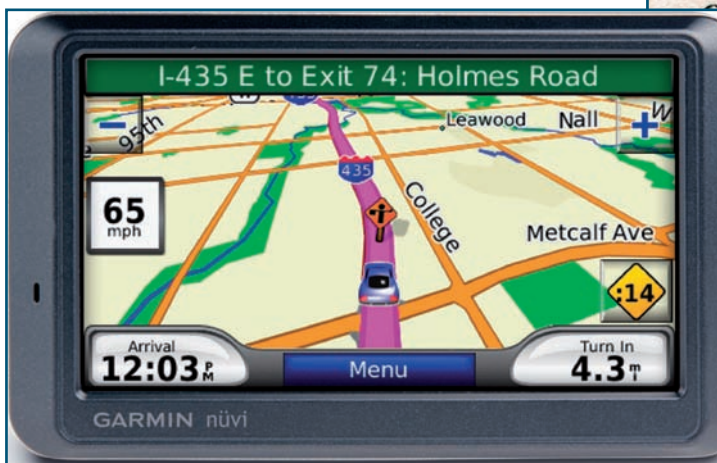 I-435 E to Exit 74: Holmes Road
95th
Leawood
Nall
W
e
435
65
mph
College
Metcalf Ave
:14
Arrival
12:03 PM
Menu
Turn In
4.3 mi
GARMIN nüvi